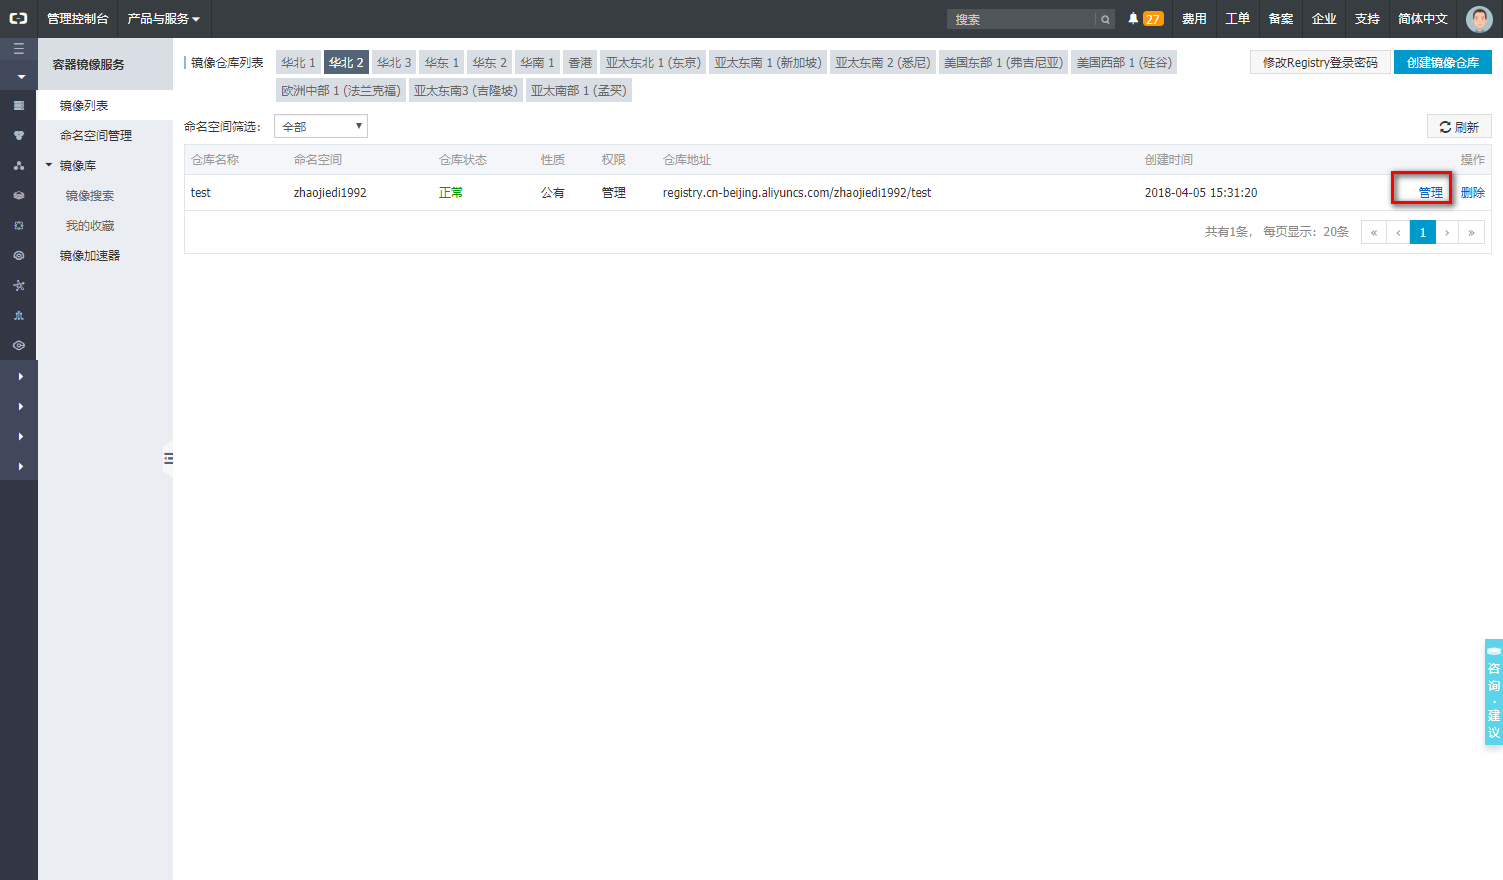 管理控制台 产品与服务 搜索 27 费用 工单 备案 企业 支持 简体中文
容器镜像服务
镜像列表
命名空间管理
镜像库
镜像搜索
我的收藏
镜像加速器
镜像仓库列表 华北 1 华北 2 华北 3 华东 1 华东 2 华南 1 香港 亚太东北 1 (东京) 亚太东南 1 (新加坡) 亚太东南 2 (悉尼) 美国东部 1 (弗吉尼亚) 美国西部 1 (硅谷) 修改Registry登录密码 创建镜像仓库
欧洲中部 1 (法兰克福) 亚太东南3 (吉隆坡) 亚太南部 1 (孟买)
命名空间筛选: 全部 刷新
仓库名称 命名空间 仓库状态 性质 权限 仓库地址 创建时间 操作
test zhaojiedi1992 正常 公有 管理 registry.cn-beijing.aliyuncs.com/zhaojiedi1992/test 2018-04-05 15:31:20 管理 删除
共有1条, 每页显示: 20条 « ‹ 1 › »
咨
询
·
建
议